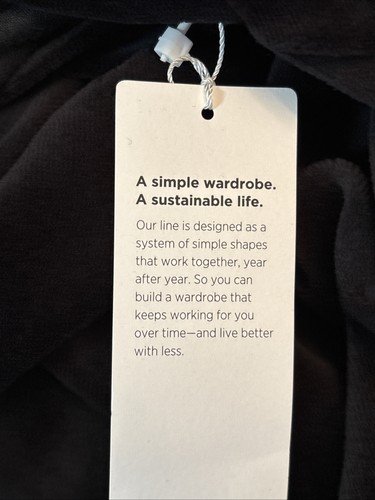 A simple wardrobe.
A sustainable life.
Our line is designed as a
system of simple shapes
that work together, year
after year. So you can
build a wardrobe that
keeps working for you
over time—and live better
with less.